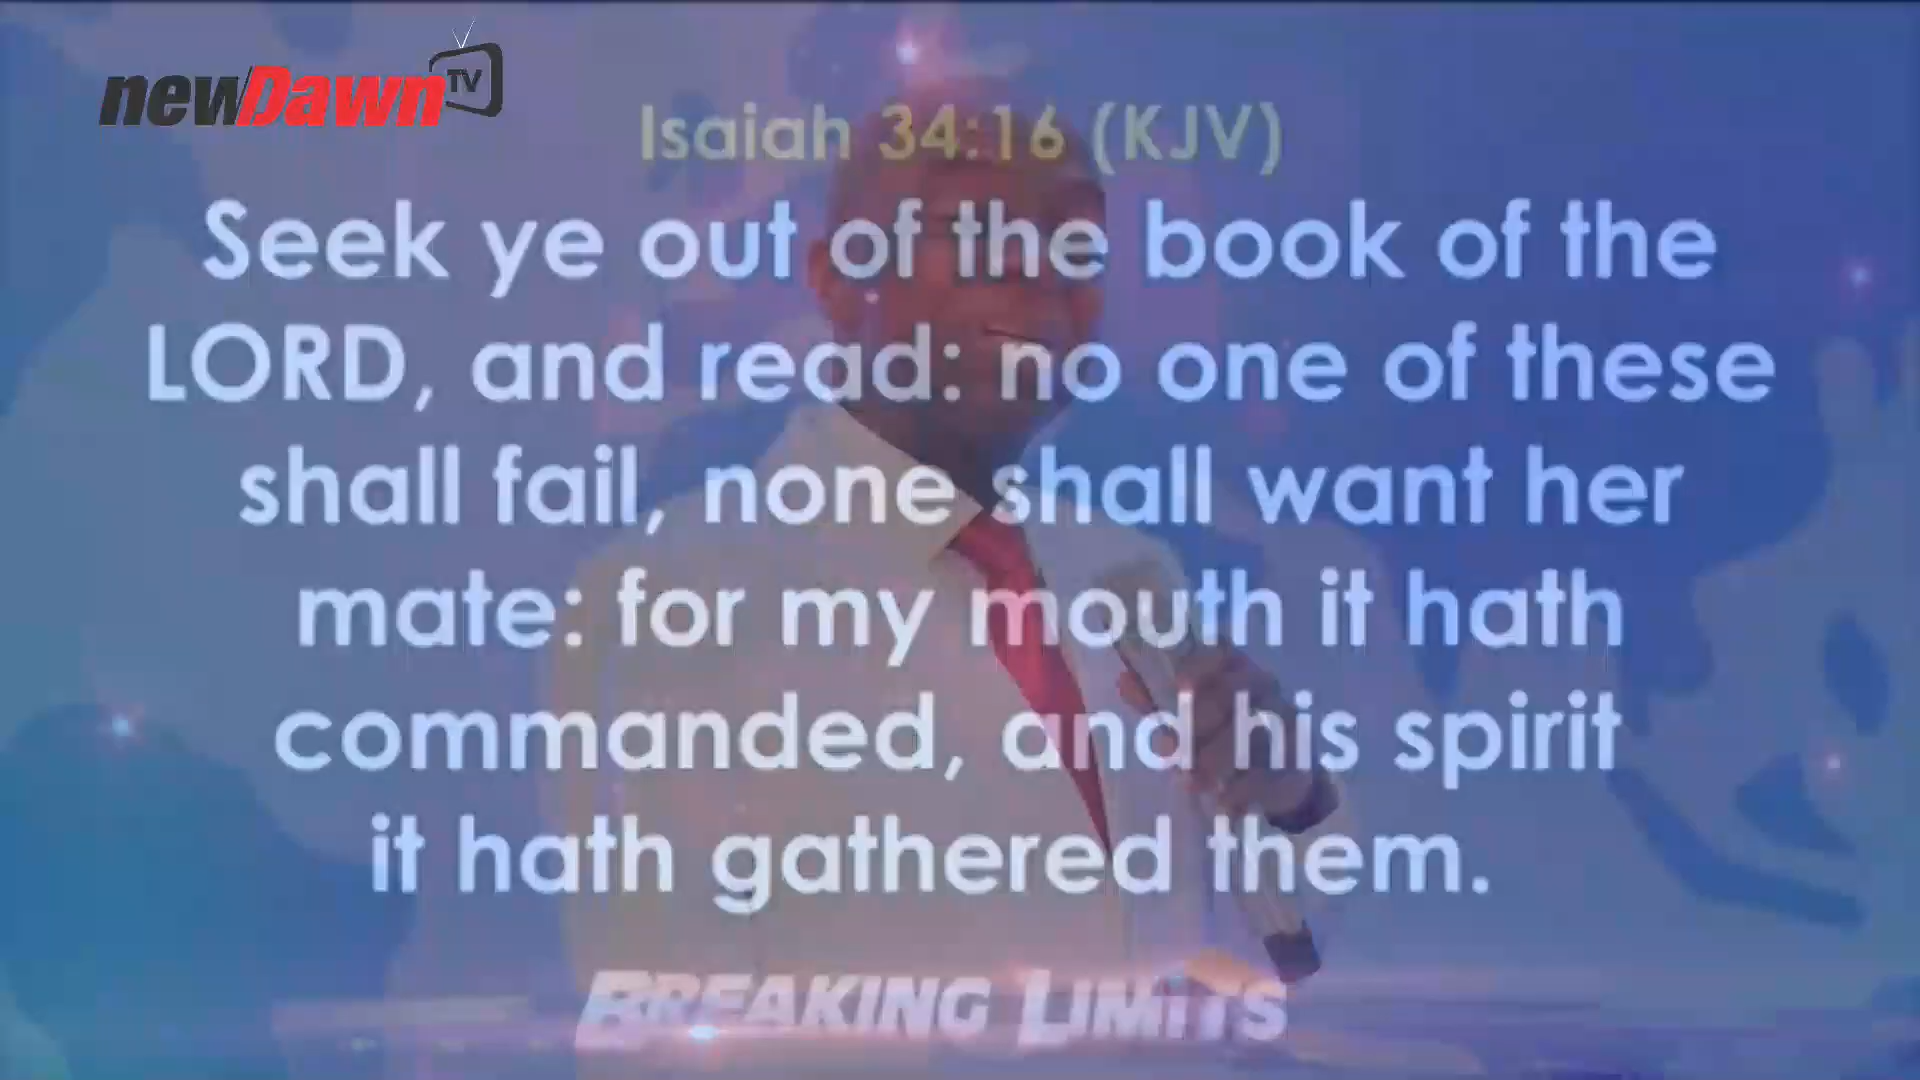 newDawn TV
Isaiah 34:16 (KJV)
Seek ye out of the book of the
LORD, and read: no one of these
shall fail, none shall want her
mate: for my mouth it hath
commanded, and his spirit
it hath gathered them.
BREAKING LIMITS